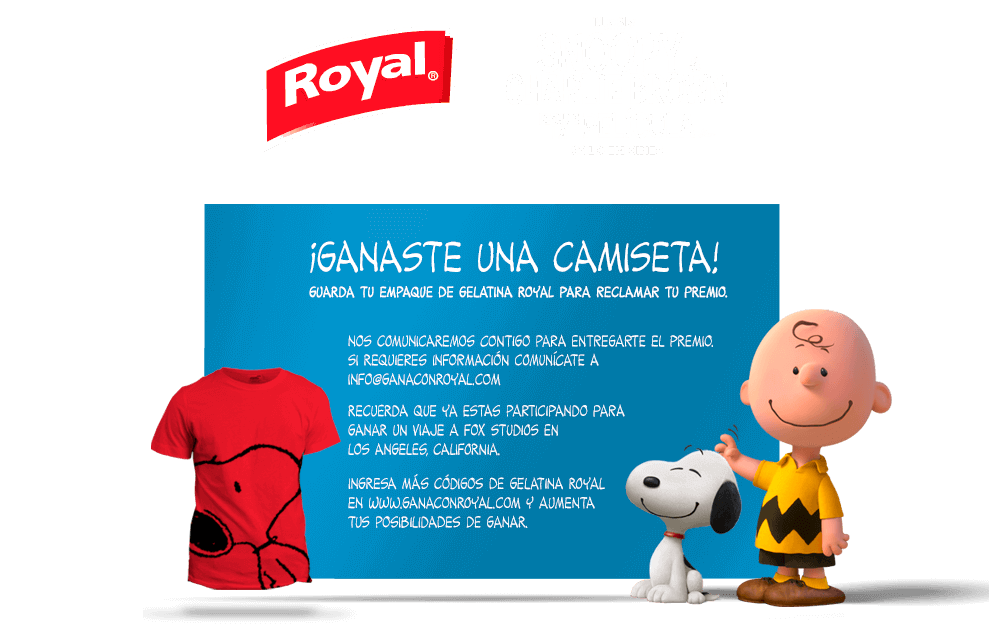 Royal®
¡GANASTE UNA CAMISETA!
GUARDA TU EMPAQUE DE GELATINA ROYAL PARA RECLAMAR TU PREMIO.
NOS COMUNICAREMOS CONTIGO PARA ENTREGARTE EL PREMIO.
SI REQUIERES INFORMACIÓN COMUNÍCATE A
INFO@GANACONROYAL.COM
RECUERDA QUE YA ESTAS PARTICIPANDO PARA
GANAR UN VIAJE A FOX STUDIOS EN
LOS ANGELES, CALIFORNIA.
INGRESA MÁS CÓDIGOS DE GELATINA ROYAL
EN WWW.GANACONROYAL.COM Y AUMENTA
TUS POSIBILIDADES DE GANAR.